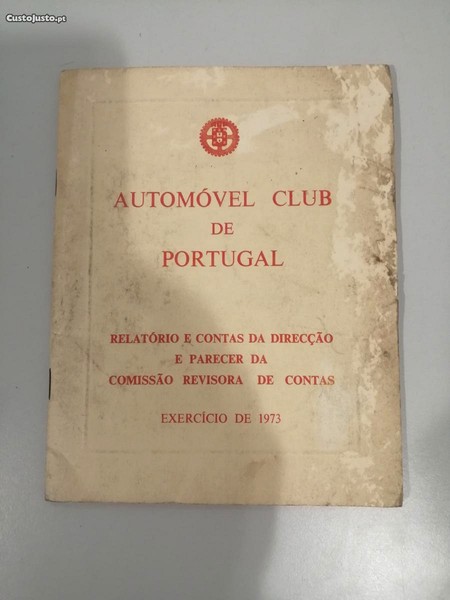 CustoJusto.pt
AUTOMÓVEL CLUB
DE
PORTUGAL
RELATÓRIO E CONTAS DA DIRECÇÃO
E PARECER DA
COMISSÃO REVISORA DE CONTAS
EXERCÍCIO DE 1973